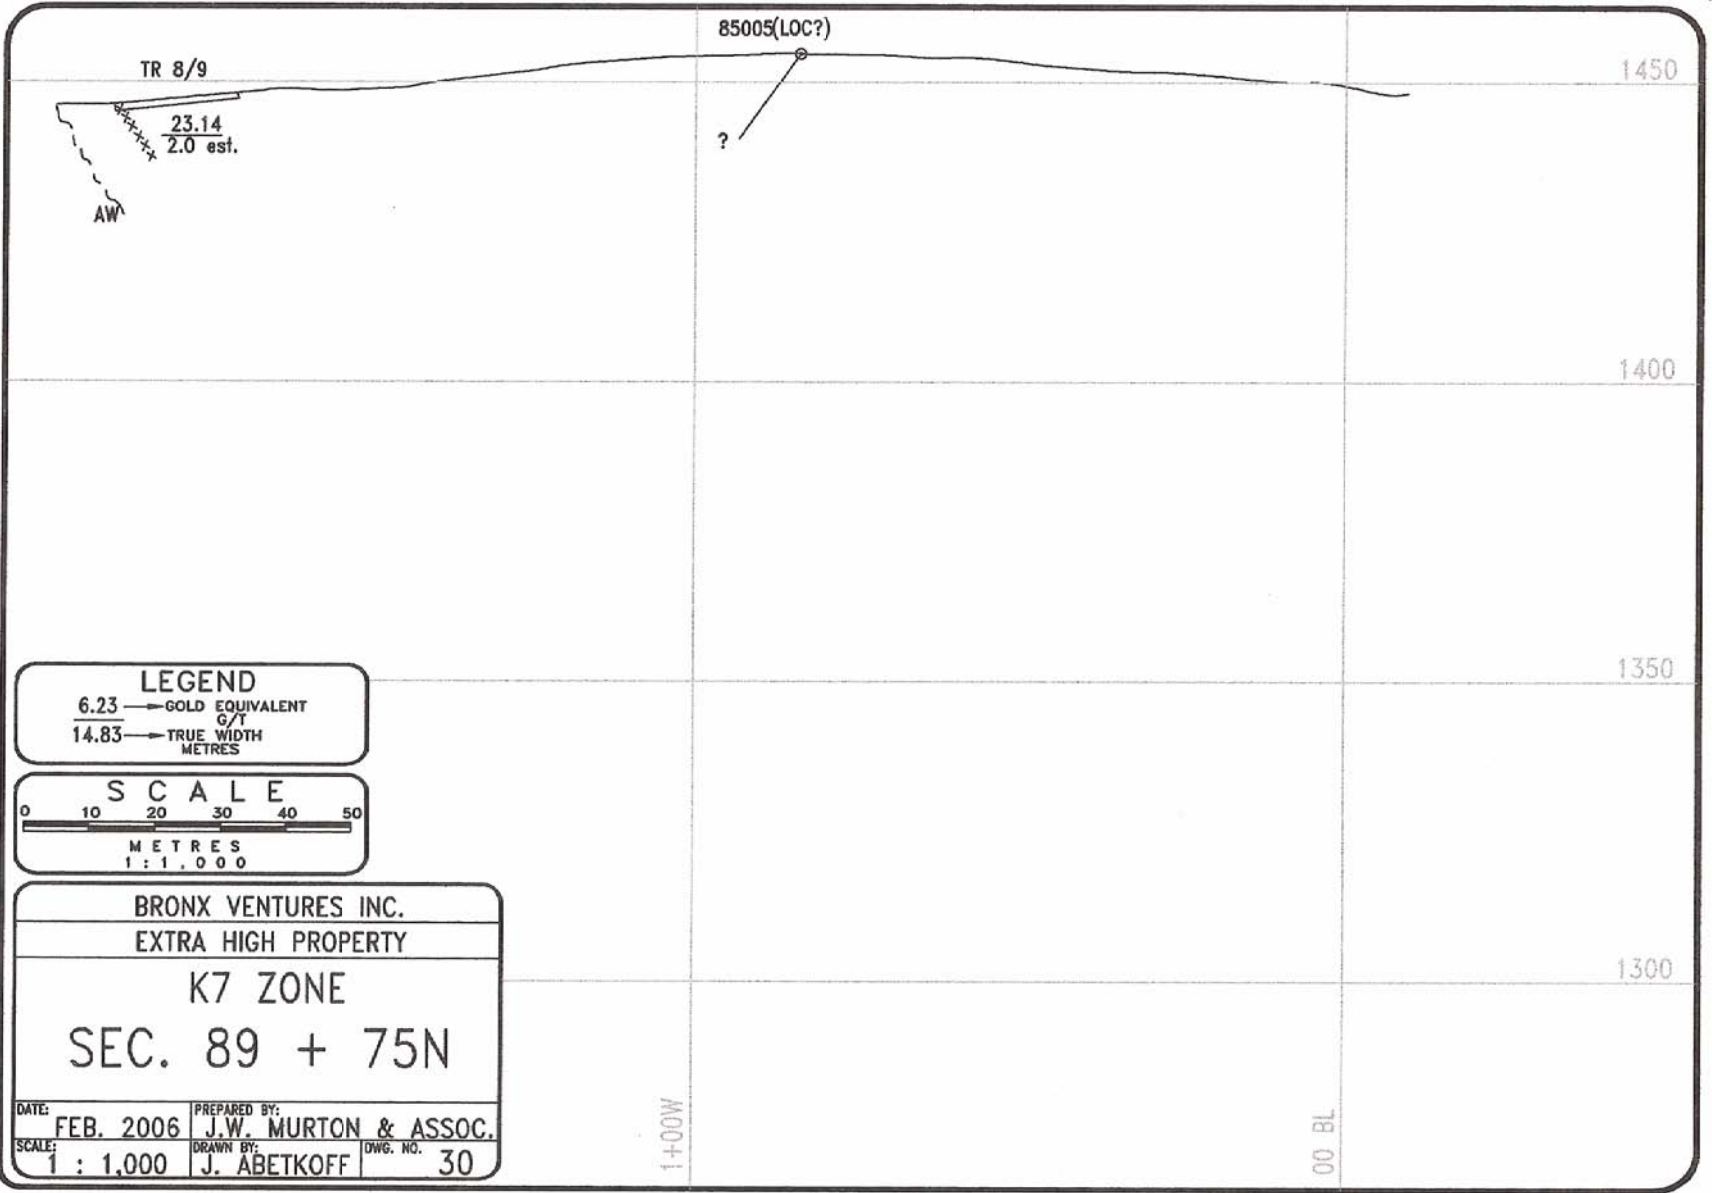 85005(LOC?)
TR 8/9
1450
23.14
2.0 est.
?
AW
1400
1350
LEGEND
6.23 GOLD EQUIVALENT
G/T
14.83 TRUE WIDTH
METRES
SCALE
0 10 20 30 40 50
METRES
1:1,000
BRONX VENTURES INC.
EXTRA HIGH PROPERTY
1300
K7 ZONE
SEC. 89 + 75N
DATE: FEB. 2006
PREPARED BY: J.W. MURTON & ASSOC.
SCALE: 1 : 1,000
DRAWN BY: J. ABETKOFF
DWG. NO. 30
1+00W
00 BL